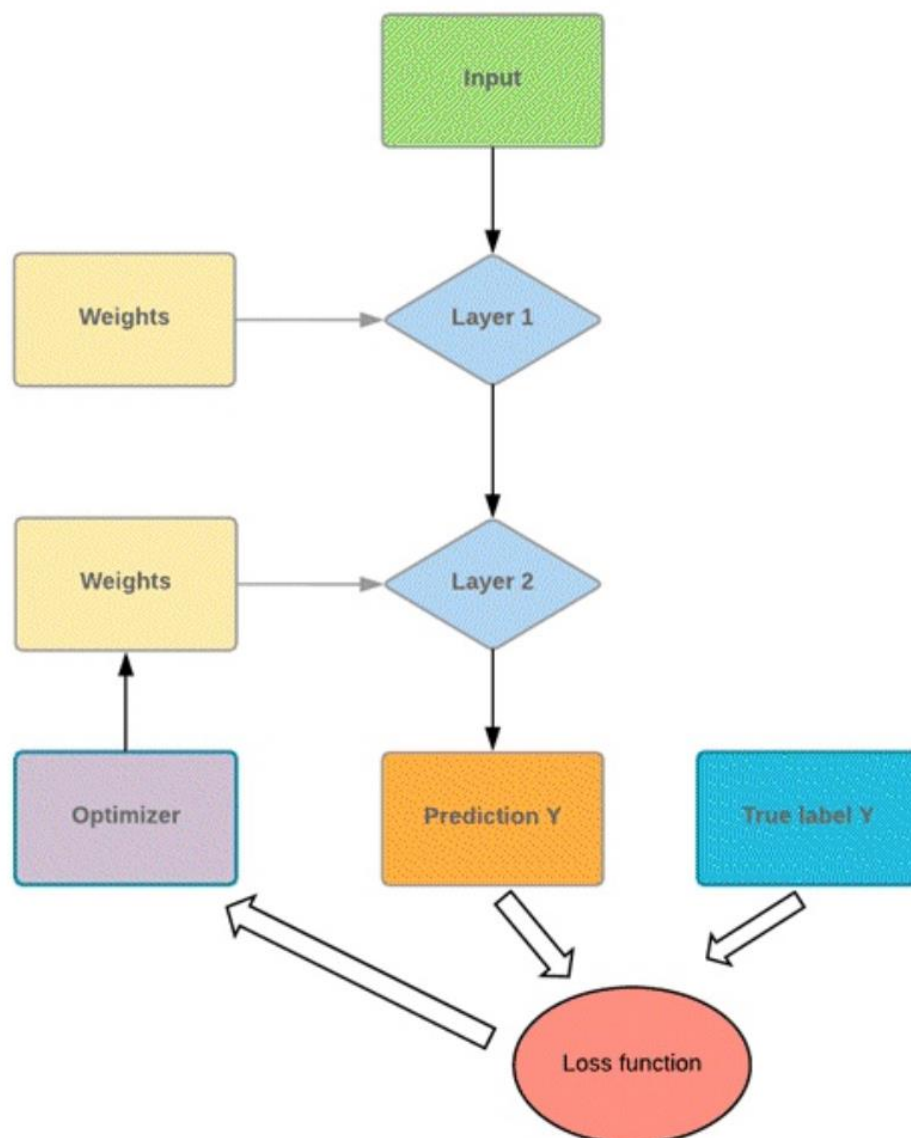 Input
Weights
Layer 1
Weights
Layer 2
Optimizer
Prediction Y
True label Y
Loss function